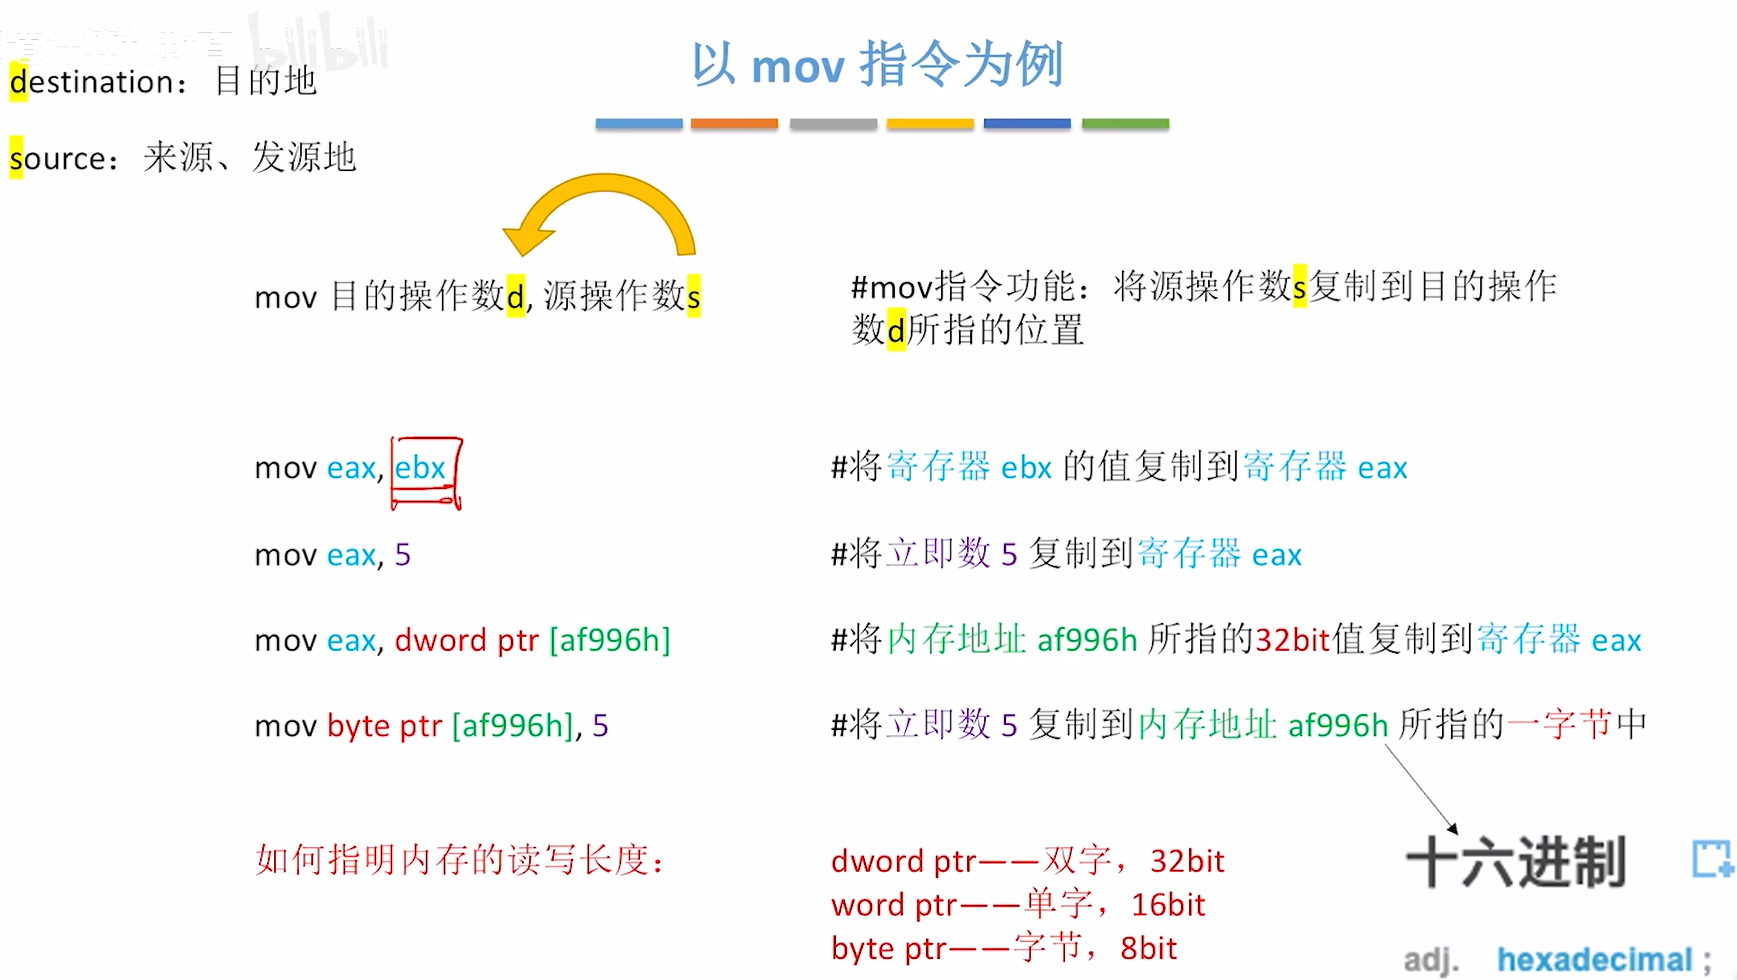 bilibili
以 mov 指令为例
destination：目的地
source：来源、发源地
mov 目的操作数d, 源操作数s
#mov指令功能：将源操作数s复制到目的操作
数d所指的位置
mov eax, ebx
#将寄存器 ebx 的值复制到寄存器 eax
mov eax, 5
#将立即数 5 复制到寄存器 eax
mov eax, dword ptr [af996h]
#将内存地址 af996h 所指的32bit值复制到寄存器 eax
mov byte ptr [af996h], 5
#将立即数 5 复制到内存地址 af996h 所指的一字节中
如何指明内存的读写长度：
dword ptr——双字，32bit
word ptr——单字，16bit
byte ptr——字节，8bit
十六进制
adj. hexadecimal ;